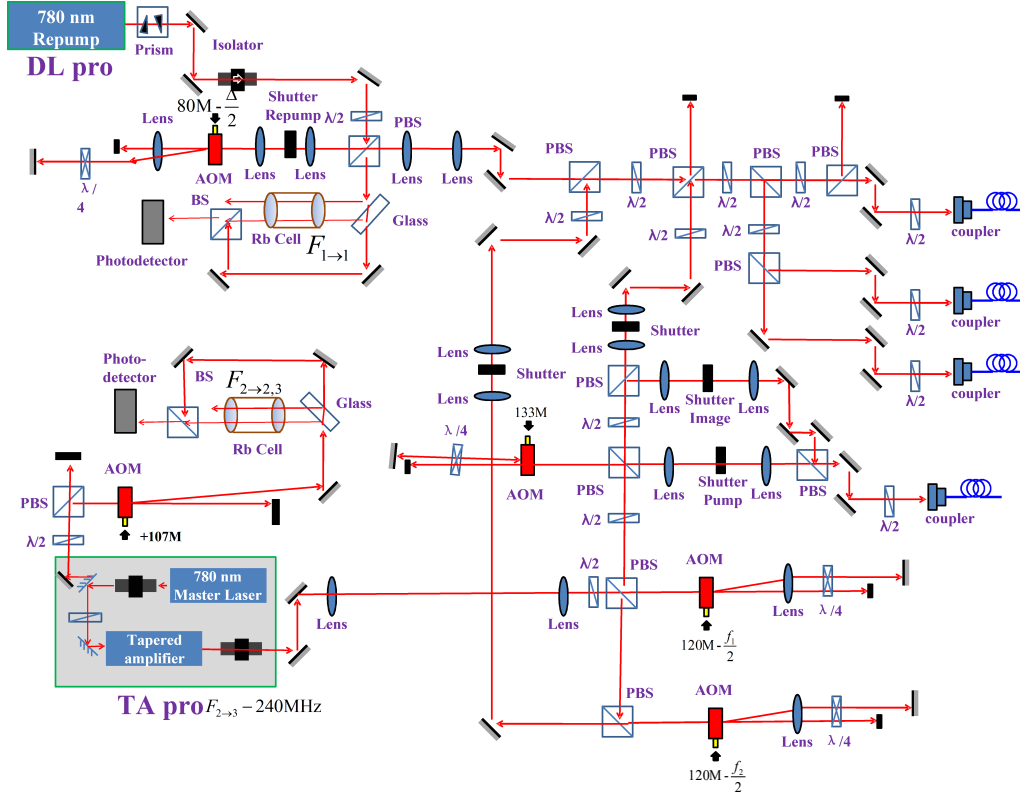 780 nm
Repump
Prism
Isolator
DL pro
80M - Δ/2
Shutter
Repump
λ/2
PBS
Lens
AOM
Lens
Lens
Lens
Lens
λ/
4
BS
Rb Cell
F1→1
Glass
Photodetector
PBS
PBS
PBS
PBS
λ/2
λ/2
λ/2
λ/2
λ/2
λ/2
λ/2
coupler
PBS
λ/2
coupler
λ/2
coupler
Lens
Shutter
Lens
Lens
Shutter
Lens
PBS
Lens
Shutter
Image
Lens
Photo-
detector
BS
F2→2,3
Glass
Rb Cell
λ/4
133M
AOM
λ/2
PBS
Lens
Shutter
Pump
Lens
PBS
λ/2
coupler
λ/2
AOM
PBS
+107M
λ/2
780 nm
Master Laser
Tapered
amplifier
TA pro
F2→3 − 240MHz
Lens
Lens
λ/2
PBS
AOM
Lens
λ/4
120M - f1/2
PBS
AOM
Lens
λ/4
120M - f2/2